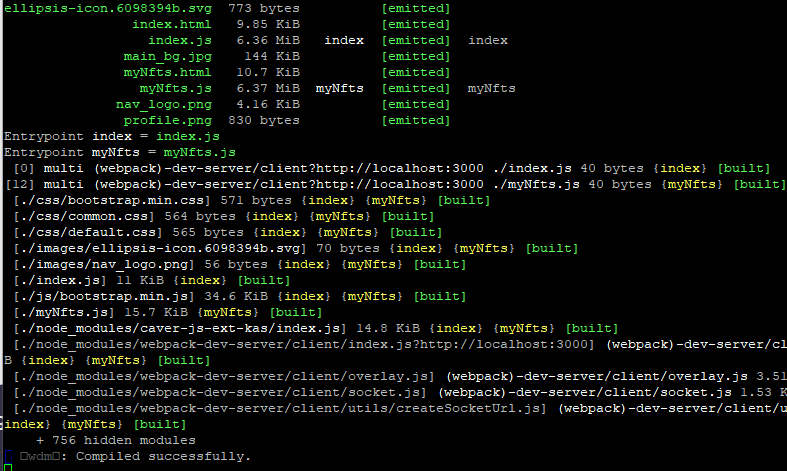 ellipsis-icon.6098394b.svg 773 bytes [emitted]
index.html 9.85 KiB [emitted]
index.js 6.36 MiB index [emitted] index
main_bg.jpg 144 KiB [emitted]
myNfts.html 10.7 KiB [emitted]
myNfts.js 6.37 MiB myNfts [emitted] myNfts
nav_logo.png 4.16 KiB [emitted]
profile.png 830 bytes [emitted]
Entrypoint index = index.js
Entrypoint myNfts = myNfts.js
[0] multi (webpack)-dev-server/client?http://localhost:3000 ./index.js 40 bytes {index} [built]
[12] multi (webpack)-dev-server/client?http://localhost:3000 ./myNfts.js 40 bytes {myNfts} [built]
[./css/bootstrap.min.css] 571 bytes {index} {myNfts} [built]
[./css/common.css] 564 bytes {index} {myNfts} [built]
[./css/default.css] 565 bytes {index} {myNfts} [built]
[./images/ellipsis-icon.6098394b.svg] 70 bytes {index} {myNfts} [built]
[./images/nav_logo.png] 56 bytes {index} {myNfts} [built]
[./index.js] 11 KiB {index} [built]
[./js/bootstrap.min.js] 34.6 KiB {index} {myNfts} [built]
[./myNfts.js] 15.7 KiB {myNfts} [built]
[./node_modules/caver-js-ext-kas/index.js] 14.8 KiB {index} {myNfts} [built]
[./node_modules/webpack-dev-server/client/index.js?http://localhost:3000] (webpack)-dev-server/cl
B {index} {myNfts} [built]
[./node_modules/webpack-dev-server/client/overlay.js] (webpack)-dev-server/client/overlay.js 3.51
[./node_modules/webpack-dev-server/client/socket.js] (webpack)-dev-server/client/socket.js 1.53 K
[./node_modules/webpack-dev-server/client/utils/createSocketUrl.js] (webpack)-dev-server/client/u
index} {myNfts} [built]
+ 756 hidden modules
wdm: Compiled successfully.